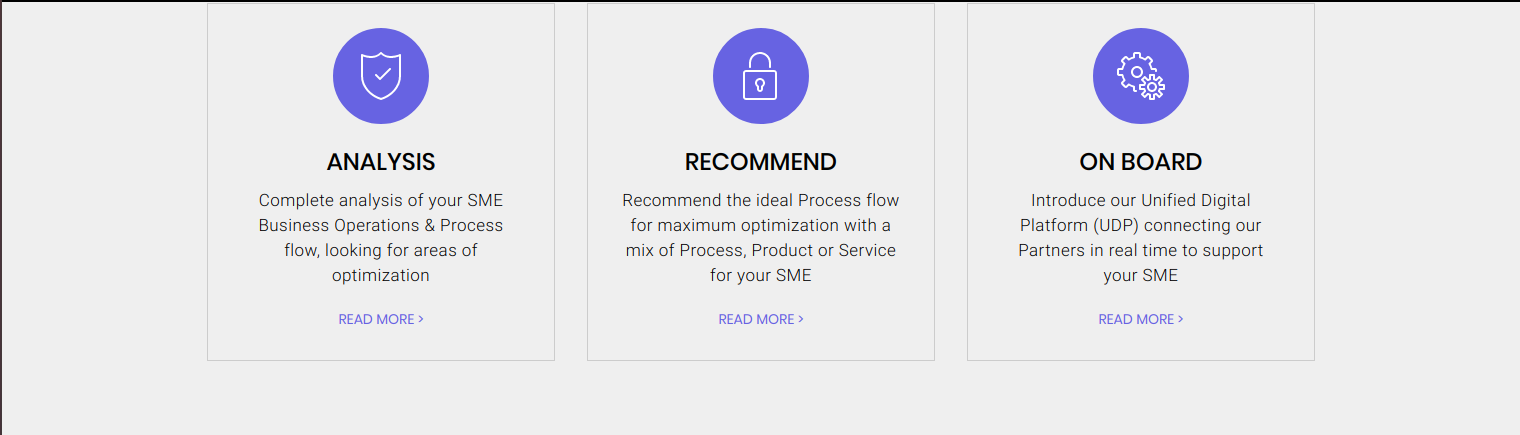 ANALYSIS
Complete analysis of your SME
Business Operations & Process
flow, looking for areas of
optimization
READ MORE >
RECOMMEND
Recommend the ideal Process flow
for maximum optimization with a
mix of Process, Product or Service
for your SME
READ MORE >
ON BOARD
Introduce our Unified Digital
Platform (UDP) connecting our
Partners in real time to support
your SME
READ MORE >